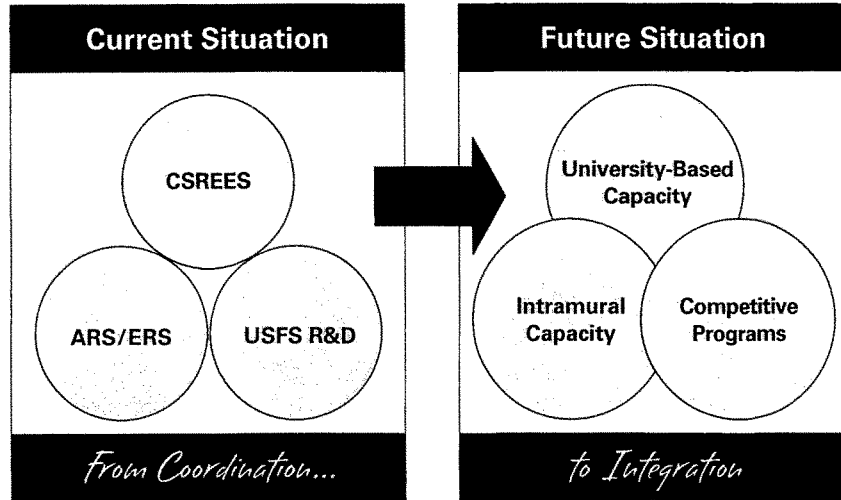 Current Situation
CSREES
ARS/ERS
USFS R&D
From Coordination...
Future Situation
University-Based
Capacity
Intramural
Capacity
Competitive
Programs
to Integration